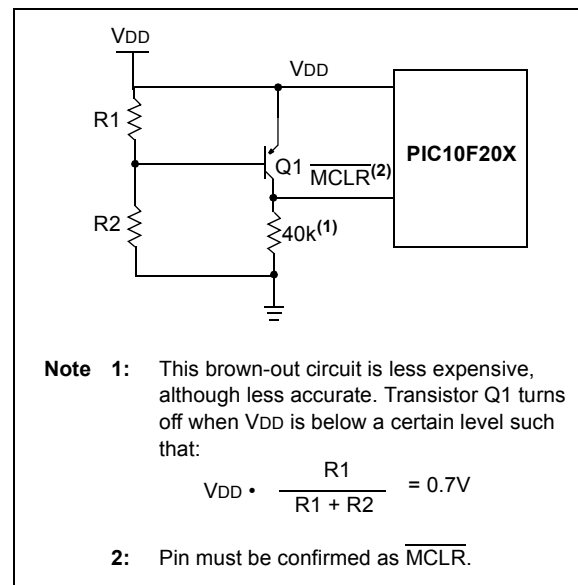 VDD
VDD
R1
PIC10F20X
Q1
MCLR(2)
R2
40k(1)
Note 1: This brown-out circuit is less expensive,
although less accurate. Transistor Q1 turns
off when VDD is below a certain level such
that:
VDD • R1 / R1 + R2 = 0.7V
2: Pin must be confirmed as MCLR.